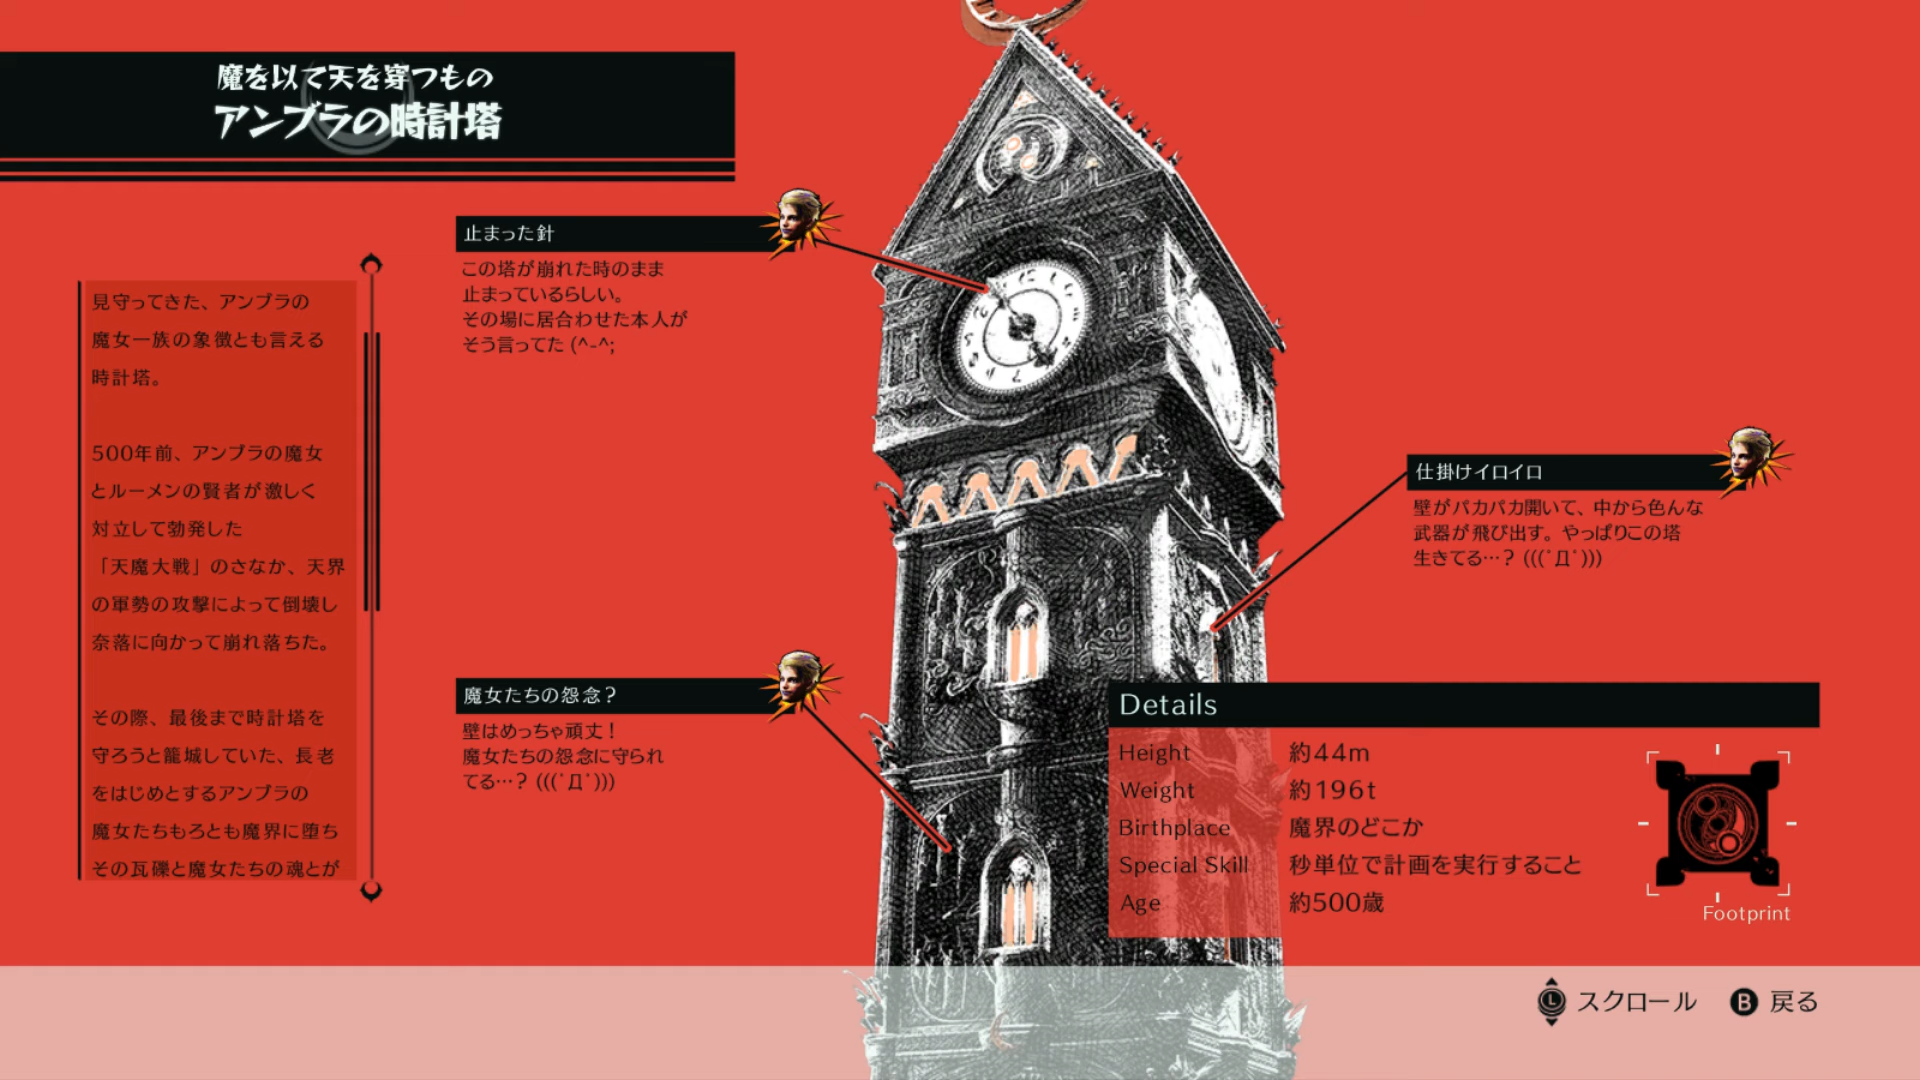 魔を以て天を穿つもの
アンブラの時計塔
見守ってきた、アンブラの
魔女一族の象徴とも言える
時計塔。
500年前、アンブラの魔女
とルーメンの賢者が激しく
対立して勃発した
「天魔大戦」のさなか、天界
の軍勢の攻撃によって倒壊し
奈落に向かって崩れ落ちた。
その際、最後まで時計塔を
守ろうと籠城していた、長老
をはじめとするアンブラの
魔女たちもろとも魔界に堕ち
その瓦礫と魔女たちの魂とが
止まった針
この塔が崩れた時のまま
止まっているらしい。
その場に居合わせた本人が
そう言ってた (^-^;
魔女たちの怨念？
壁はめっちゃ頑丈！
魔女たちの怨念に守られ
てる…？ (((ﾟДﾟ)))
仕掛けイロイロ
壁がパカパカ開いて、中から色んな
武器が飛び出す。やっぱりこの塔
生きてる…？ (((ﾟДﾟ)))
Details
Height 約44m
Weight 約196t
Birthplace 魔界のどこか
Special Skill 秒単位で計画を実行すること
Age 約500歳
Footprint
L スクロール B 戻る